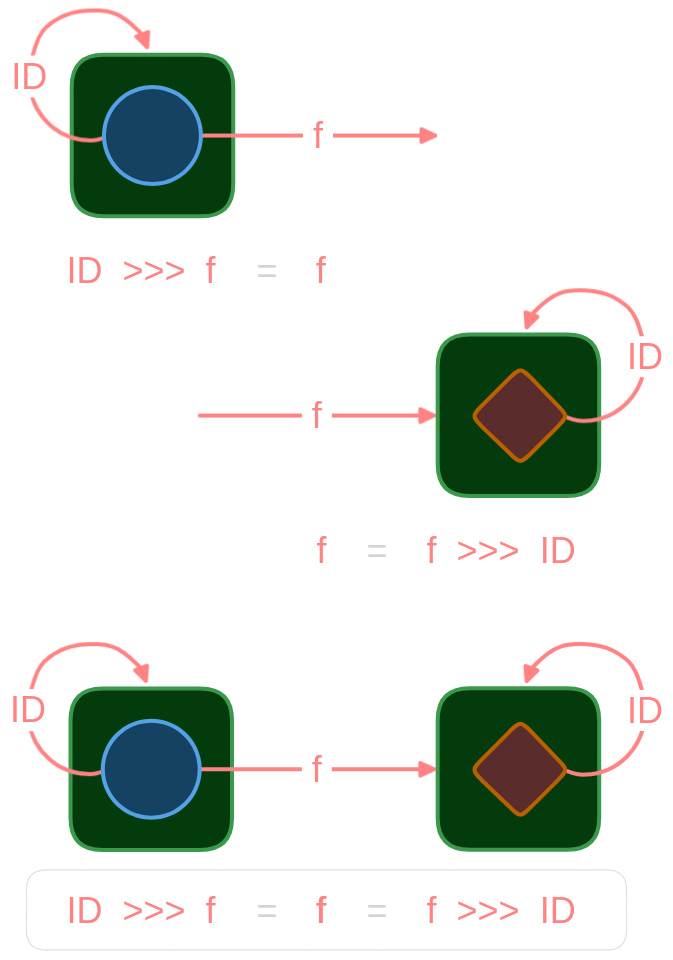 ID
f
ID >>> f = f
ID
f
f = f >>> ID
ID
ID
f
ID >>> f = f = f >>> ID